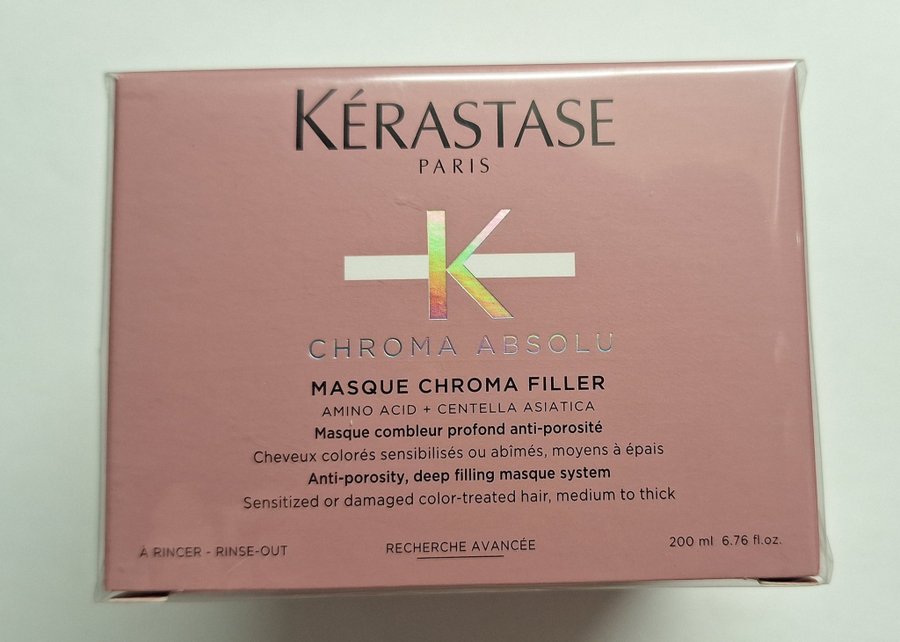 KÉRASTASE
PARIS
K
CHROMA ABSOLU
MASQUE CHROMA FILLER
AMINO ACID + CENTELLA ASIATICA
Masque combleur profond anti-porosité
Cheveux colorés sensibilisés ou abîmés, moyens à épais
Anti-porosity, deep filling masque system
Sensitized or damaged color-treated hair, medium to thick
À RINCER - RINSE-OUT
RECHERCHE AVANCÉE
200 ml 6.76 fl.oz.